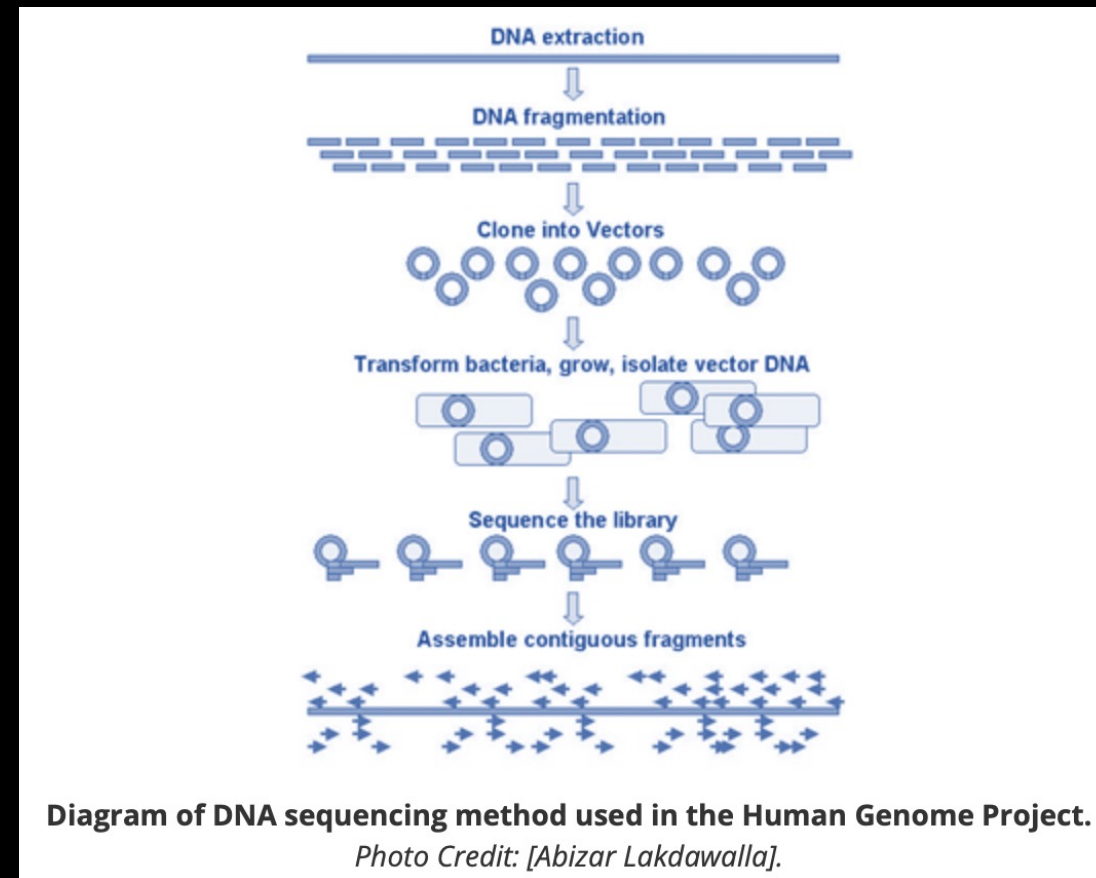 DNA extraction
DNA fragmentation
Clone into Vectors
Transform bacteria, grow, isolate vector DNA
Sequence the library
Assemble contiguous fragments
Diagram of DNA sequencing method used in the Human Genome Project.
Photo Credit: [Abizar Lakdawalla].